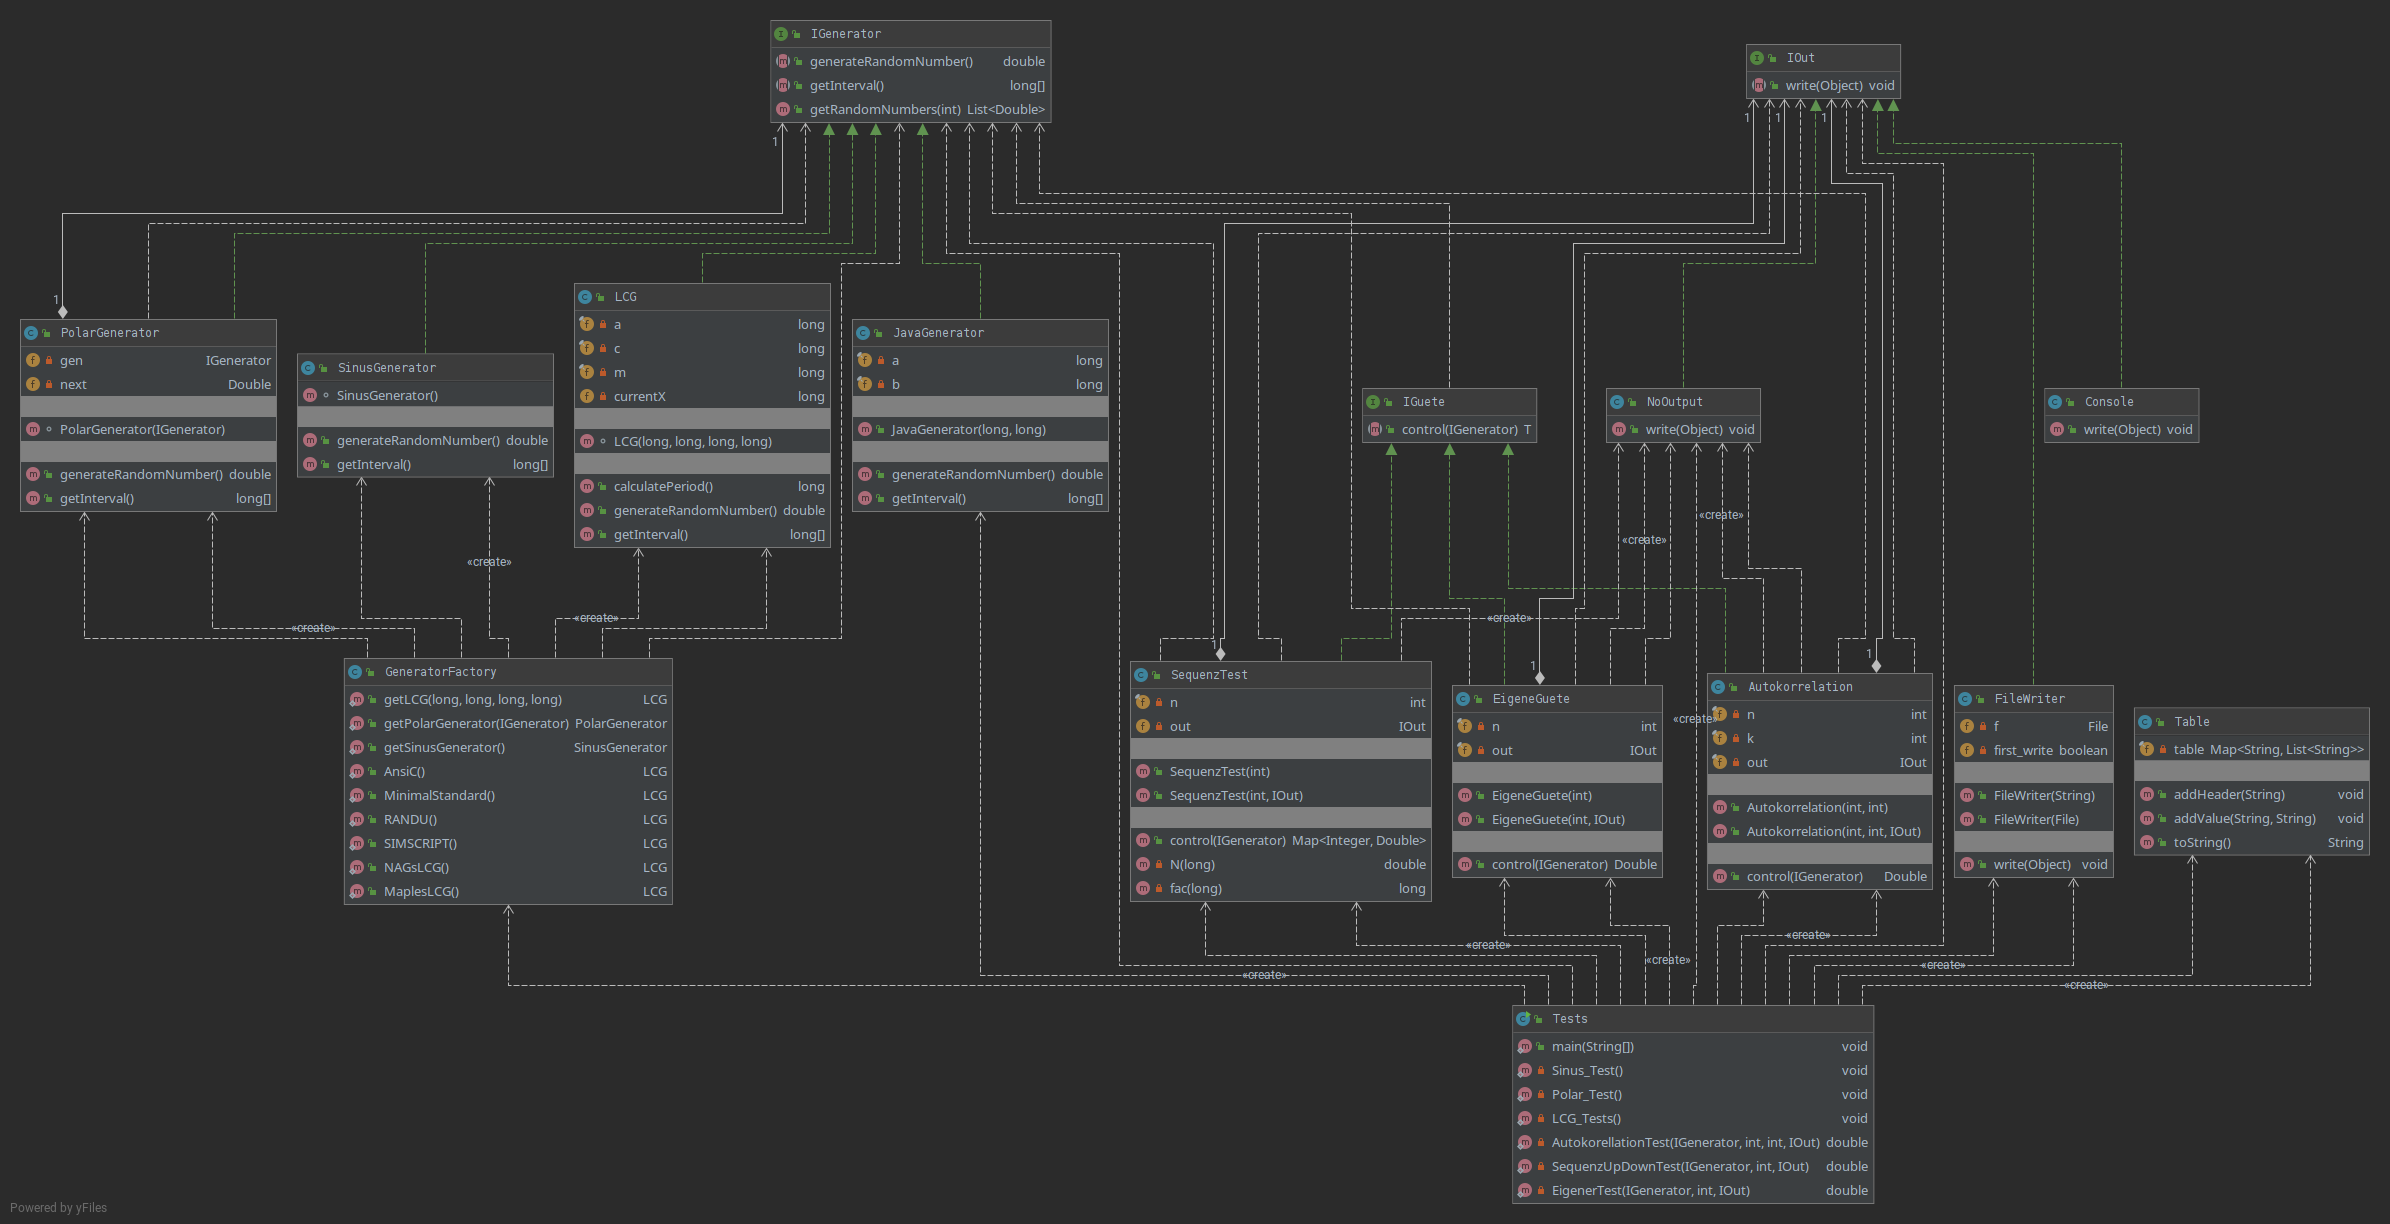 IGenerator
generateRandomNumber() double
getInterval() long[]
getRandomNumbers(int) List<Double>
IOut
write(Object) void
1
1
1
1
1
PolarGenerator
gen IGenerator
next Double
PolarGenerator(IGenerator)
generateRandomNumber() double
getInterval() long[]
SinusGenerator
SinusGenerator()
generateRandomNumber() double
getInterval() long[]
LCG
a long
c long
m long
currentX long
LCG(long, long, long, long)
calculatePeriod() long
generateRandomNumber() double
getInterval() long[]
JavaGenerator
a long
b long
JavaGenerator(long, long)
generateRandomNumber() double
getInterval() long[]
IGuete
control(IGenerator) T
NoOutput
write(Object) void
Console
write(Object) void
«create»
«create»
«create»
«create»
«create»
«create»
GeneratorFactory
getLCG(long, long, long, long) LCG
getPolarGenerator(IGenerator) PolarGenerator
getSinusGenerator() SinusGenerator
AnsiC() LCG
MinimalStandard() LCG
RANDU() LCG
SIMSCRIPT() LCG
NAGsLCG() LCG
MaplesLCG() LCG
1
SequenzTest
n int
out IOut
SequenzTest(int)
SequenzTest(int, IOut)
control(IGenerator) Map<Integer, Double>
N(long) double
fac(long) long
1
EigeneGuete
n int
out IOut
EigeneGuete(int)
EigeneGuete(int, IOut)
control(IGenerator) Double
«create»
1
Autokorrelation
n int
k int
out IOut
Autokorrelation(int, int)
Autokorrelation(int, int, IOut)
control(IGenerator) Double
FileWriter
f File
first_write boolean
FileWriter(String)
FileWriter(File)
write(Object) void
Table
table Map<String, List<String>>
addHeader(String) void
addValue(String, String) void
toString() String
«create»
«create»
«create»
«create»
«create»
«create»
Tests
main(String[]) void
Sinus_Test() void
Polar_Test() void
LCG_Tests() void
AutokorellationTest(IGenerator, int, int, IOut) double
SequenzUpDownTest(IGenerator, int, IOut) double
EigenerTest(IGenerator, int, IOut) double
Powered by yFiles